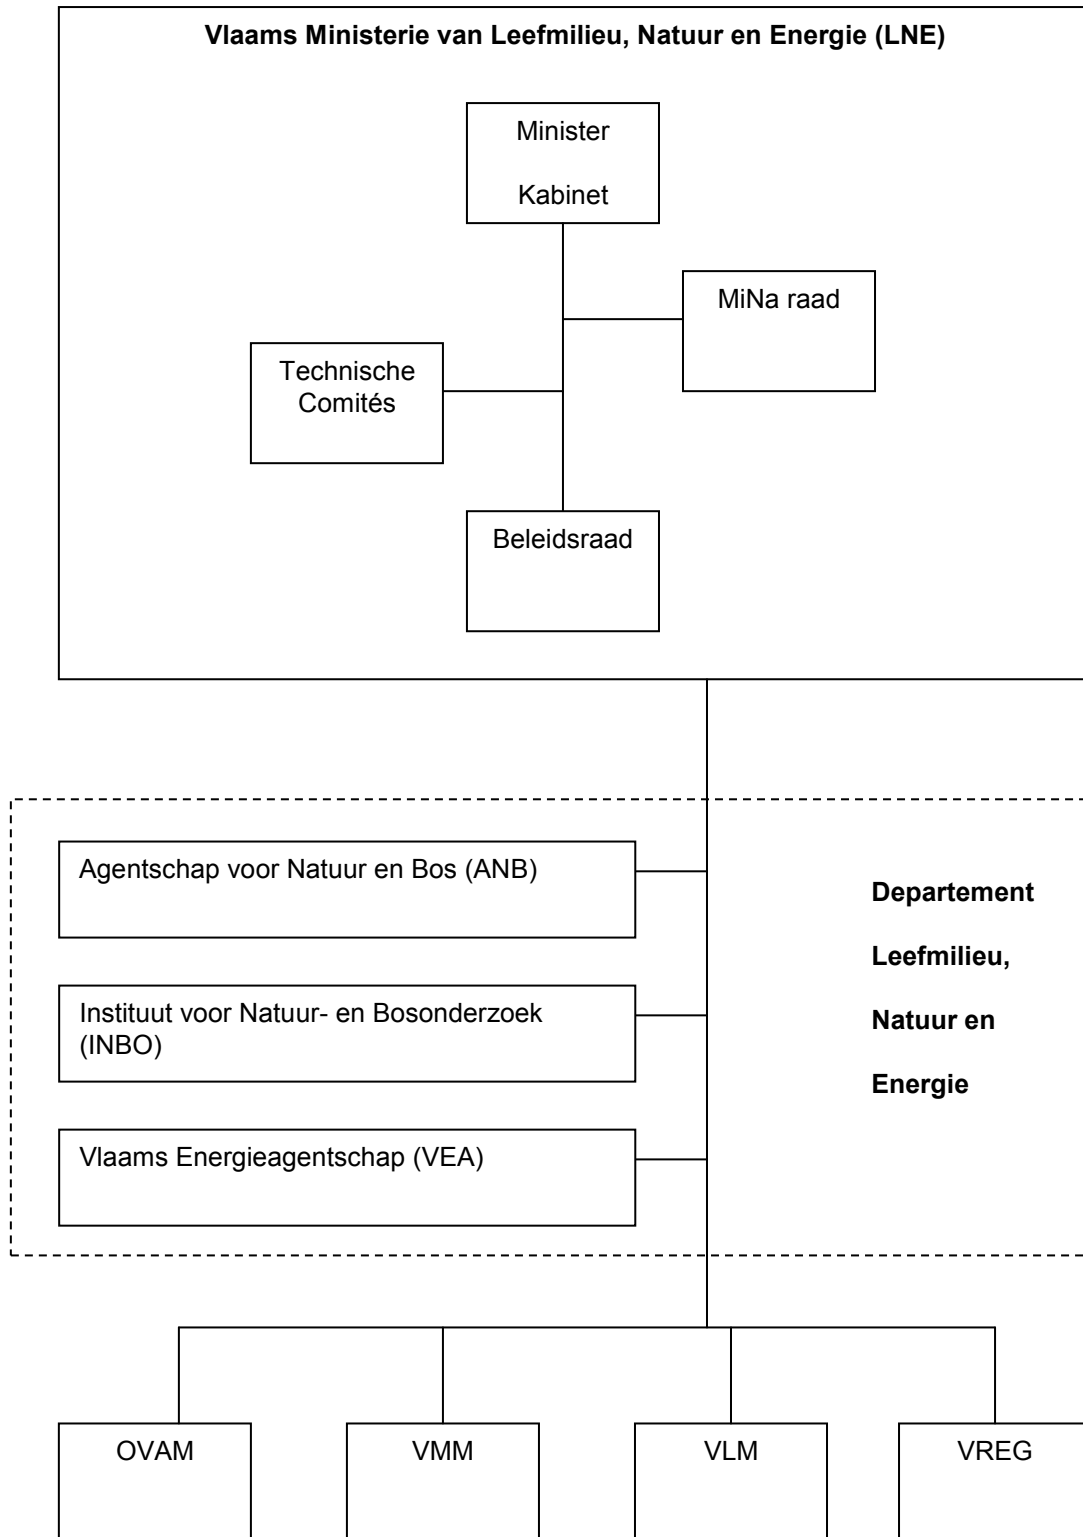 Vlaams Ministerie van Leefmilieu, Natuur en Energie (LNE)
Minister
Kabinet
MiNa raad
Technische
Comités
Beleidsraad
Agentschap voor Natuur en Bos (ANB)
Instituut voor Natuur- en Bosonderzoek
(INBO)
Vlaams Energieagentschap (VEA)
Departement
Leefmilieu,
Natuur en
Energie
OVAM
VMM
VLM
VREG